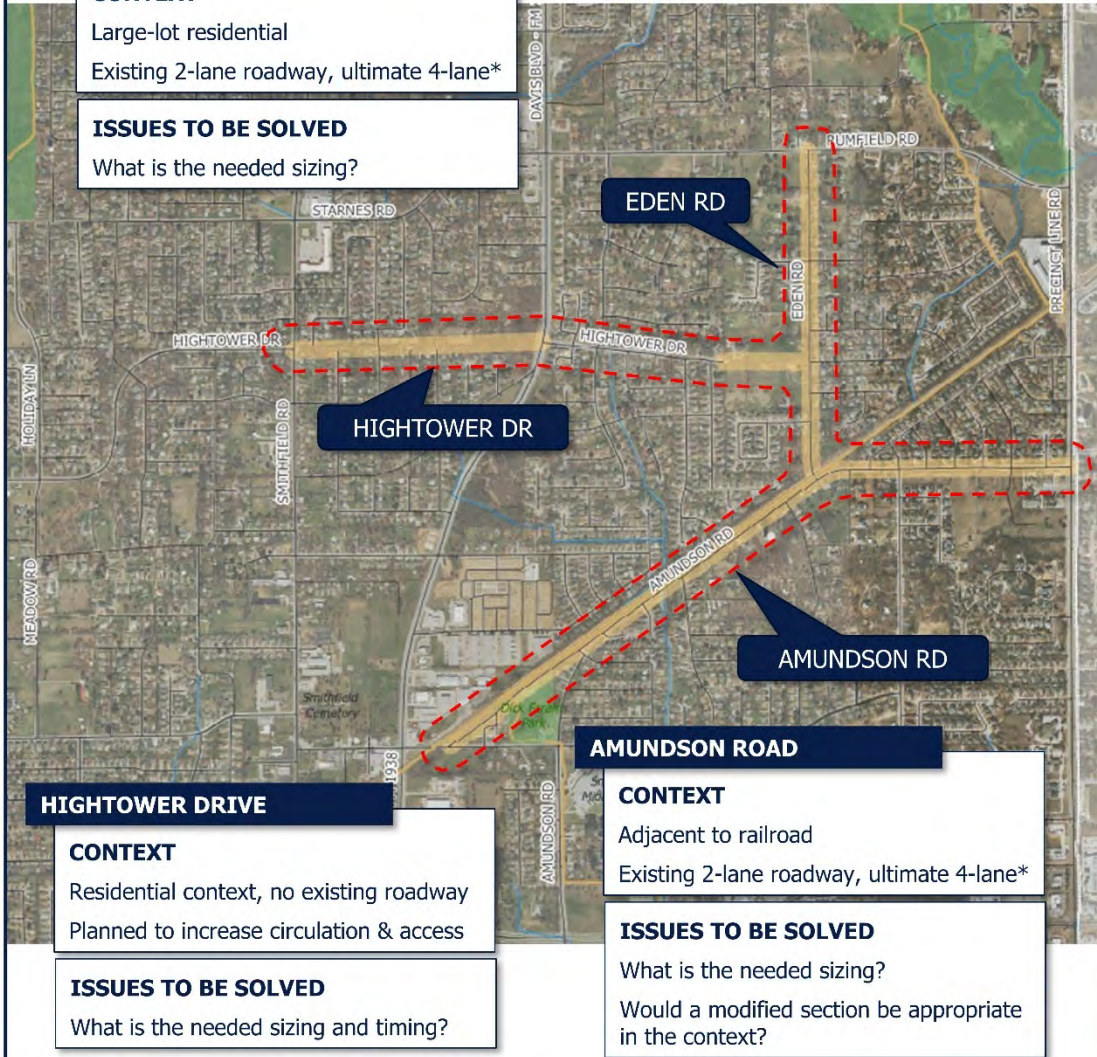 Large-lot residential
Existing 2-lane roadway, ultimate 4-lane*
ISSUES TO BE SOLVED
What is the needed sizing?
DAVIS BLVD - FM
RUMFIELD RD
EDEN RD
STARNES RD
PRECINCT LINE RD
EDEN RD
HIGHTOWER DR
HIGHTOWER DR
HOLIDAY LN
HIGHTOWER DR
SMITHFIELD RD
AMUNDSON RD
MEADOW RD
AMUNDSON RD
Smithfield
Cemetery
Park
1938
AMUNDSON RD
HIGHTOWER DRIVE
CONTEXT
Residential context, no existing roadway
Planned to increase circulation & access
ISSUES TO BE SOLVED
What is the needed sizing and timing?
AMUNDSON ROAD
CONTEXT
Adjacent to railroad
Existing 2-lane roadway, ultimate 4-lane*
ISSUES TO BE SOLVED
What is the needed sizing?
Would a modified section be appropriate
in the context?